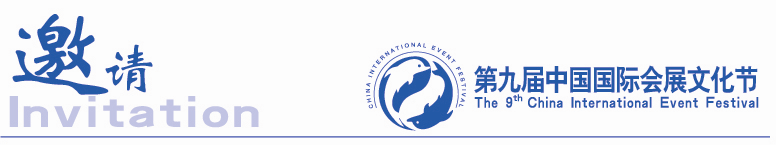 邀请
Invitation
CHINA INTERNATIONAL EVENT FESTIVAL
第九届中国国际会展文化节
The 9th China International Event Festival